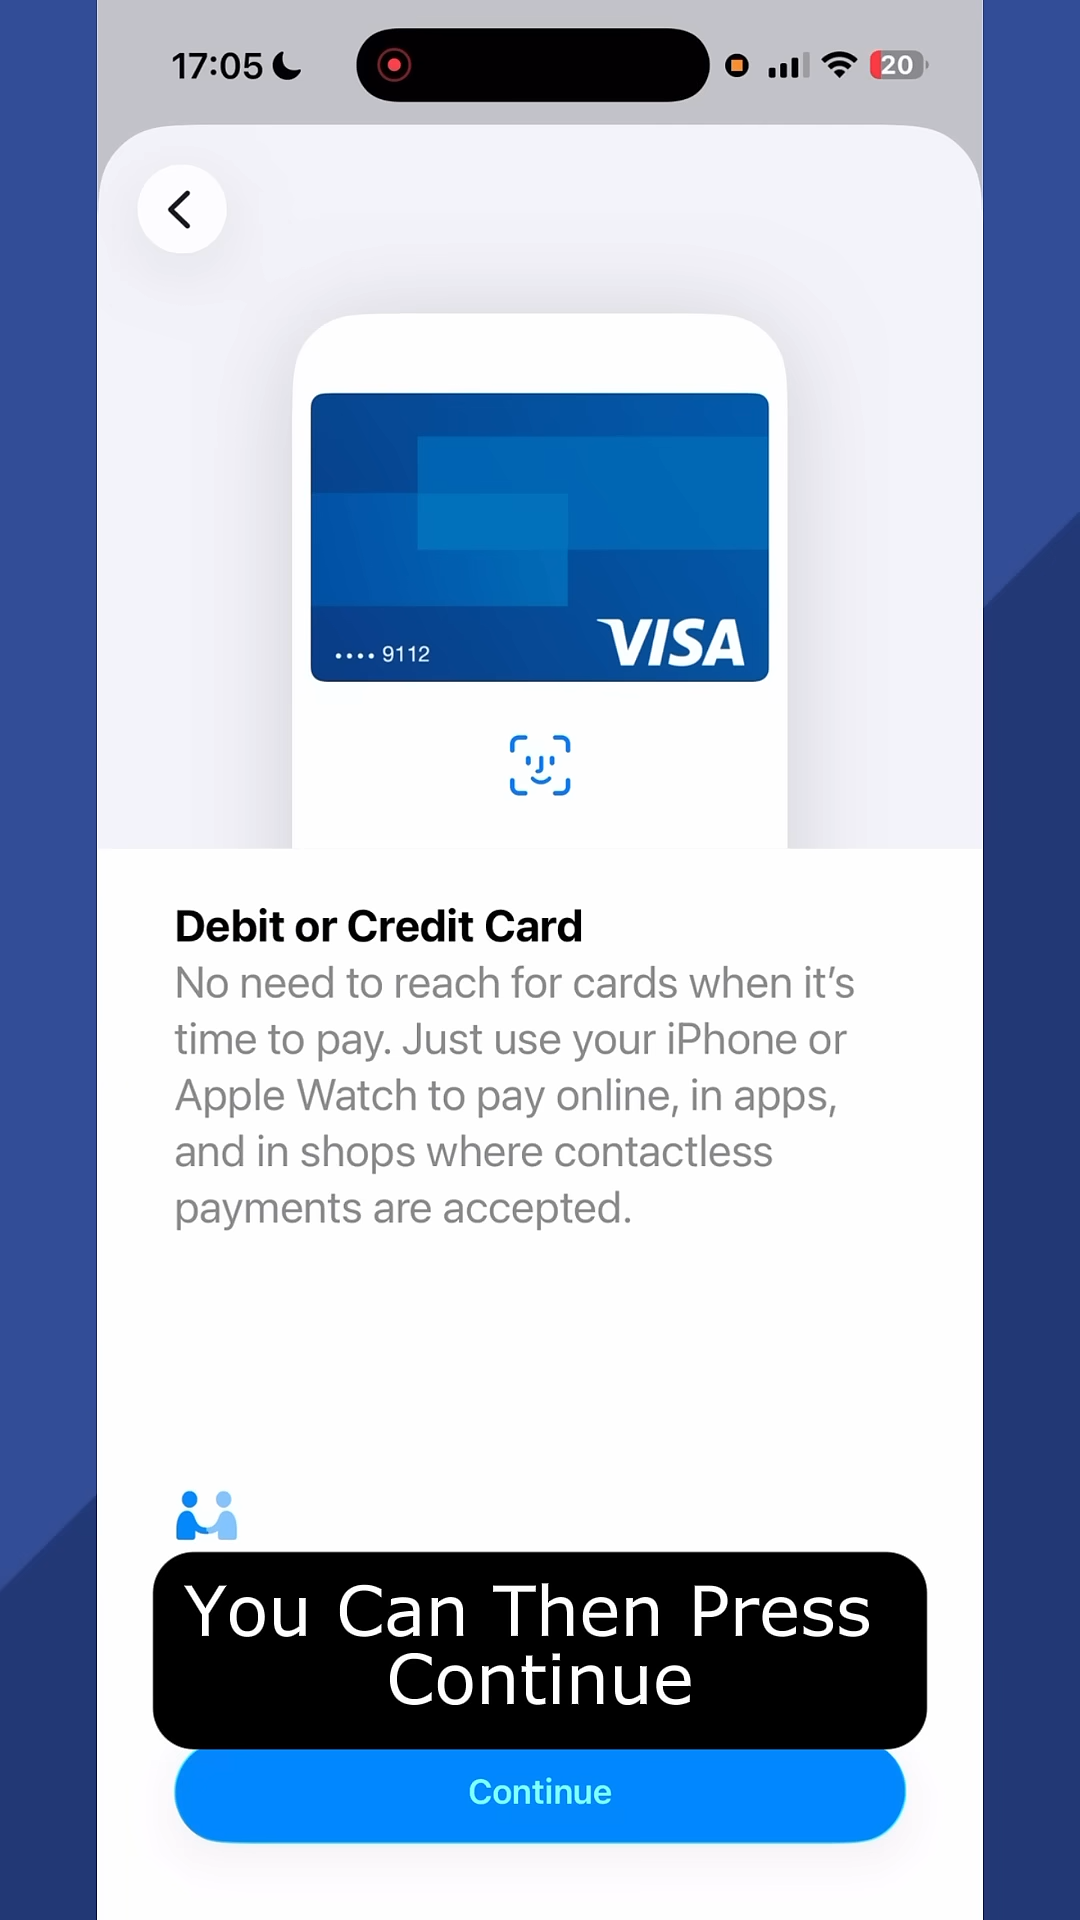 17:05
20
VISA
•••• 9112
Debit or Credit Card
No need to reach for cards when it’s
time to pay. Just use your iPhone or
Apple Watch to pay online, in apps,
and in shops where contactless
payments are accepted.
You Can Then Press
Continue
Continue